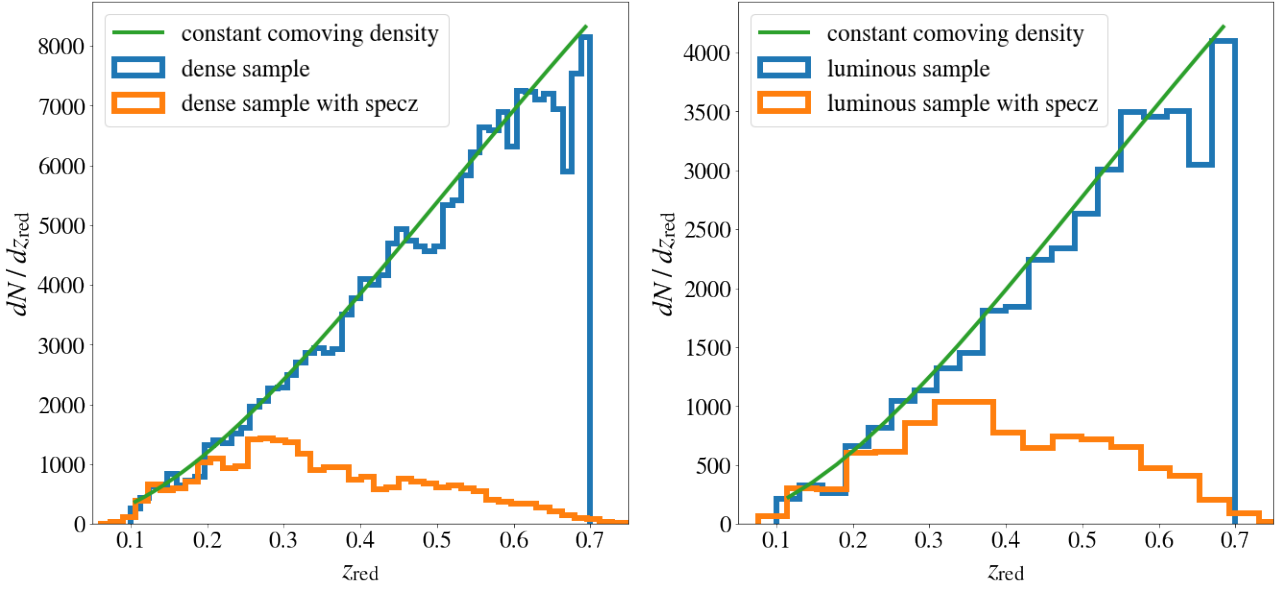 constant comoving density
dense sample
dense sample with specz
8000
7000
6000
5000
4000
3000
2000
1000
0
dN / dz_red
0.1 0.2 0.3 0.4 0.5 0.6 0.7
z_red
constant comoving density
luminous sample
luminous sample with specz
4000
3500
3000
2500
2000
1500
1000
500
0
dN / dz_red
0.1 0.2 0.3 0.4 0.5 0.6 0.7
z_red